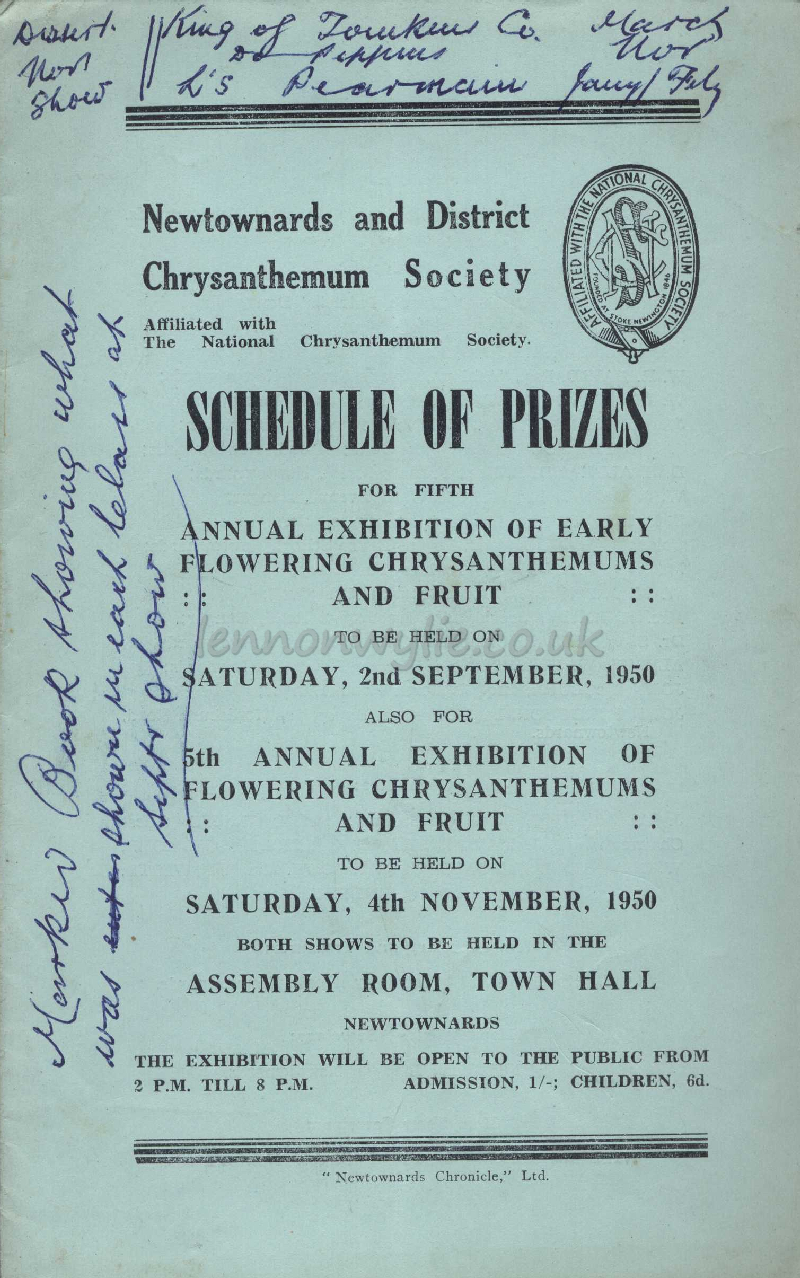 Dessert. King of Tomkins Co. March
Nov Do Pippins Nov
Show L's Pearmain Jany/Feby
Newtownards and District
Chrysanthemum Society
Affiliated with
The National Chrysanthemum Society.
AFFILIATED WITH THE NATIONAL CHRYSANTHEMUM SOCIETY
FOUNDED AT STOKE NEWINGTON 1846
SCHEDULE OF PRIZES
FOR FIFTH
ANNUAL EXHIBITION OF EARLY
FLOWERING CHRYSANTHEMUMS
: : AND FRUIT : :
TO BE HELD ON
lennonwylie.co.uk
SATURDAY, 2nd SEPTEMBER, 1950
ALSO FOR
5th ANNUAL EXHIBITION OF
FLOWERING CHRYSANTHEMUMS
: : AND FRUIT : :
TO BE HELD ON
SATURDAY, 4th NOVEMBER, 1950
BOTH SHOWS TO BE HELD IN THE
ASSEMBLY ROOM, TOWN HALL
NEWTOWNARDS
THE EXHIBITION WILL BE OPEN TO THE PUBLIC FROM
2 P.M. TILL 8 P.M. ADMISSION, 1/-; CHILDREN, 6d.
"Newtownards Chronicle," Ltd.
Marked Book showing what
was shown in each Class at
Septr Show